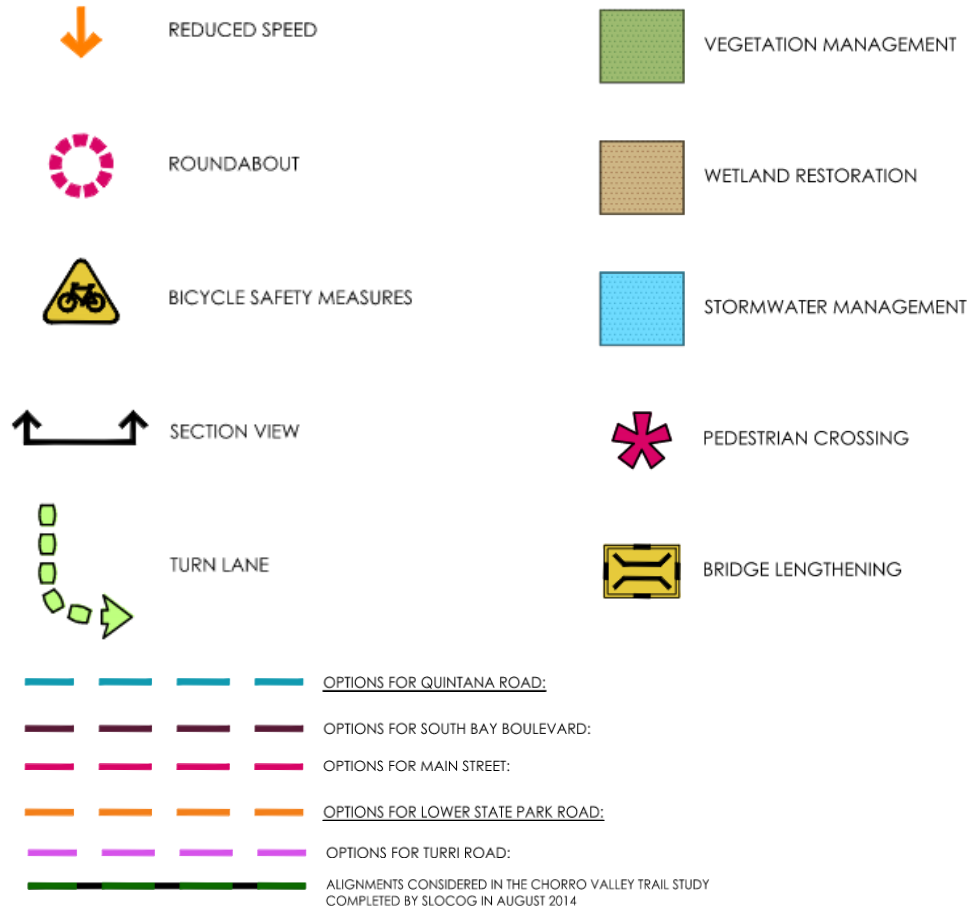 REDUCED SPEED
ROUNDABOUT
BICYCLE SAFETY MEASURES
SECTION VIEW
TURN LANE
VEGETATION MANAGEMENT
WETLAND RESTORATION
STORMWATER MANAGEMENT
PEDESTRIAN CROSSING
BRIDGE LENGTHENING
OPTIONS FOR QUINTANA ROAD:
OPTIONS FOR SOUTH BAY BOULEVARD:
OPTIONS FOR MAIN STREET:
OPTIONS FOR LOWER STATE PARK ROAD:
OPTIONS FOR TURRI ROAD:
ALIGNMENTS CONSIDERED IN THE CHORRO VALLEY TRAIL STUDY
COMPLETED BY SLOCOG IN AUGUST 2014